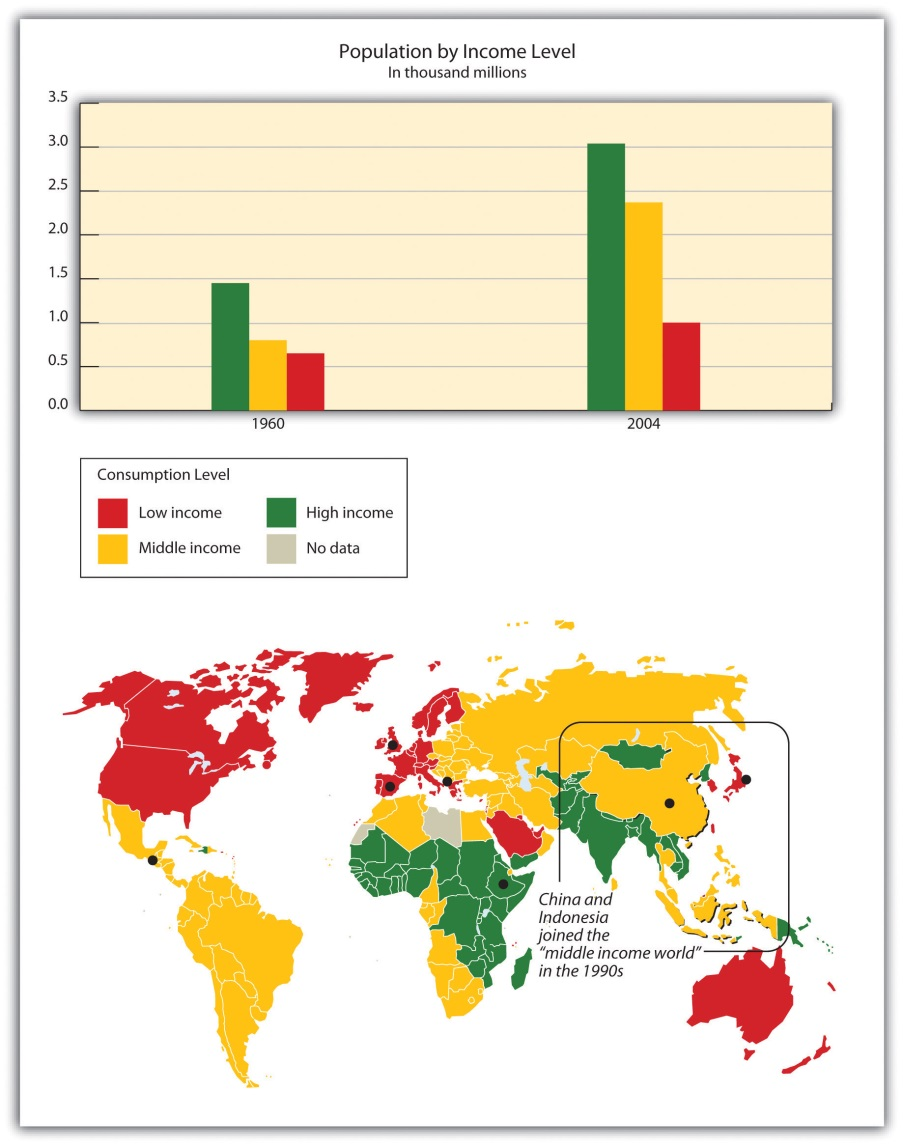 Population by Income Level
In thousand millions
3.5
3.0
2.5
2.0
1.5
1.0
0.5
0.0
1960
2004
Consumption Level
Low income
High income
Middle income
No data
China and
Indonesia
joined the
“middle income world”
in the 1990s